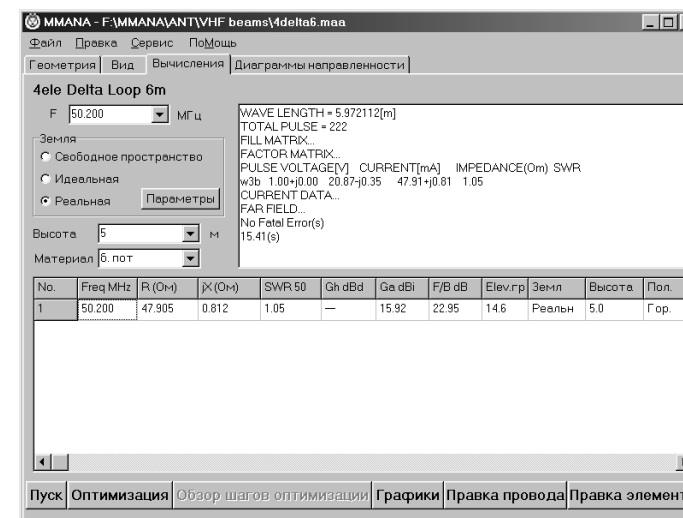 MMANA - F:\MMANA\ANT\VHF beams\4delta6.maa
Файл Правка Сервис ПоМощь
Геометрия Вид Вычисления Диаграммы направленности
4ele Delta Loop 6m
F 50.200 МГц
Земля
Свободное пространство
Идеальная
Реальная Параметры
Высота 5 м
Материал б. пот
WAVE LENGTH = 5.972112[m]
TOTAL PULSE = 222
FILL MATRIX...
FACTOR MATRIX...
PULSE VOLTAGE[V] CURRENT[mA] IMPEDANCE(Om) SWR
w3b 1.00+j0.00 20.87-j0.35 47.91+j0.81 1.05
CURRENT DATA...
FAR FIELD...
No Fatal Error(s)
15.41(s)
No. Freq MHz R (Ом) jX (Ом) SWR 50 Gh dBd Ga dBi F/B dB Elev.гр Земл Высота Пол.
1 50.200 47.905 0.812 1.05 — 15.92 22.95 14.6 Реальн 5.0 Гор.
Пуск Оптимизация Обзор шагов оптимизации Графики Правка провода Правка элемент